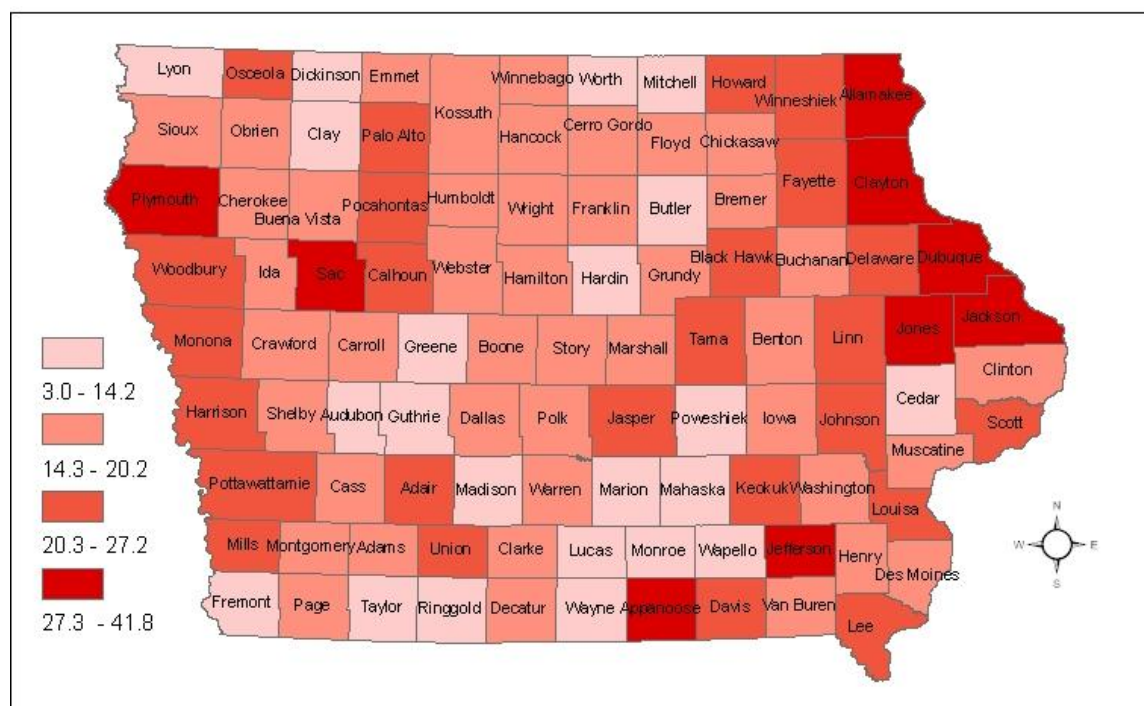 Lyon
Osceola
Dickinson
Emmet
Kossuth
Winnebago
Worth
Mitchell
Howard
Winneshiek
Allamakee
Sioux
Obrien
Clay
Palo Alto
Hancock
Cerro Gordo
Floyd
Chickasaw
Fayette
Clayton
Plymouth
Cherokee
Buena Vista
Pocahontas
Humboldt
Wright
Franklin
Butler
Bremer
Woodbury
Ida
Sac
Calhoun
Webster
Hamilton
Hardin
Grundy
Black Hawk
Buchanan
Delaware
Dubuque
Monona
Crawford
Carroll
Greene
Boone
Story
Marshall
Tama
Benton
Linn
Jones
Jackson
Clinton
Harrison
Shelby
Audubon
Guthrie
Dallas
Polk
Jasper
Poweshiek
Iowa
Johnson
Cedar
Scott
Muscatine
Pottawattamie
Cass
Adair
Madison
Warren
Marion
Mahaska
Keokuk
Washington
Louisa
Mills
Montgomery
Adams
Union
Clarke
Lucas
Monroe
Wapello
Jefferson
Henry
Des Moines
Fremont
Page
Taylor
Ringgold
Decatur
Wayne
Appanoose
Davis
Van Buren
Lee
3.0 - 14.2
14.3 - 20.2
20.3 - 27.2
27.3 - 41.8
N
W
E
S